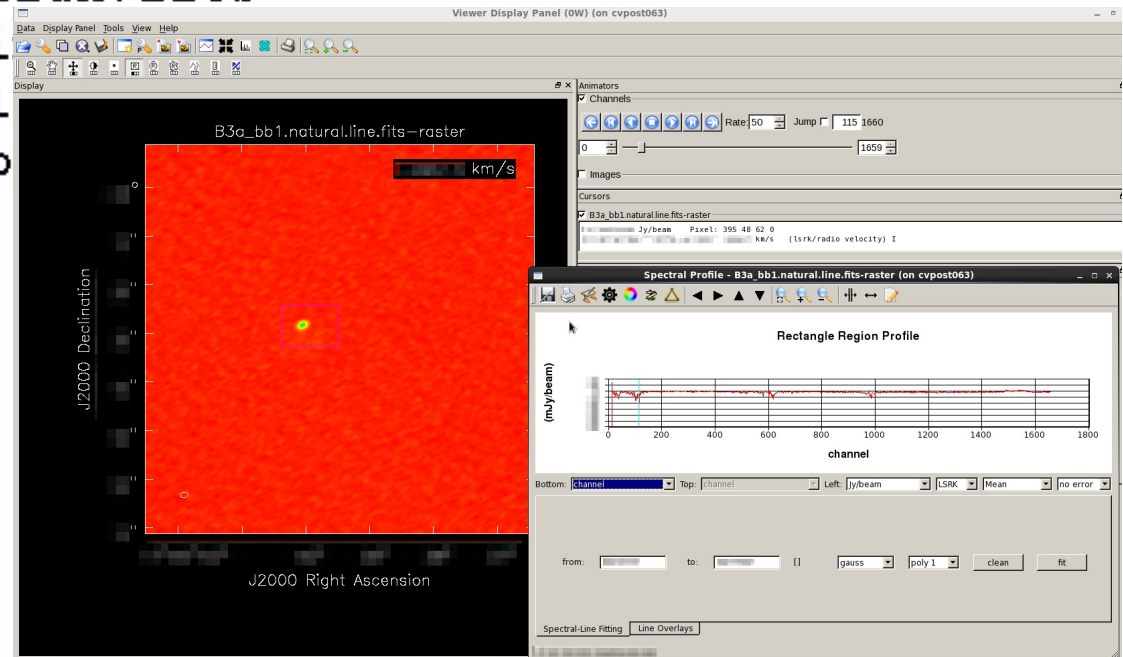 Viewer Display Panel (0W) (on cvpost063)
Data Display Panel Tools View Help
Display
Animators
Channels
Rate: 50 Jump 115 1660
0 1659
Images
Cursors
B3a_bb1.natural.line.fits-raster
Jy/beam Pixel: 395 48 62 0
km/s (lsrk/radio velocity) I
B3a_bb1.natural.line.fits-raster
km/s
J2000 Declination
J2000 Right Ascension
Spectral Profile - B3a_bb1.natural.line.fits-raster (on cvpost063)
Rectangle Region Profile
(mJy/beam)
0 200 400 600 800 1000 1200 1400 1600 1800
channel
Bottom: channel Top: channel Left: Jy/beam LSRK Mean no error
from: to: [] gauss poly 1 clean fit
Spectral-Line Fitting Line Overlays